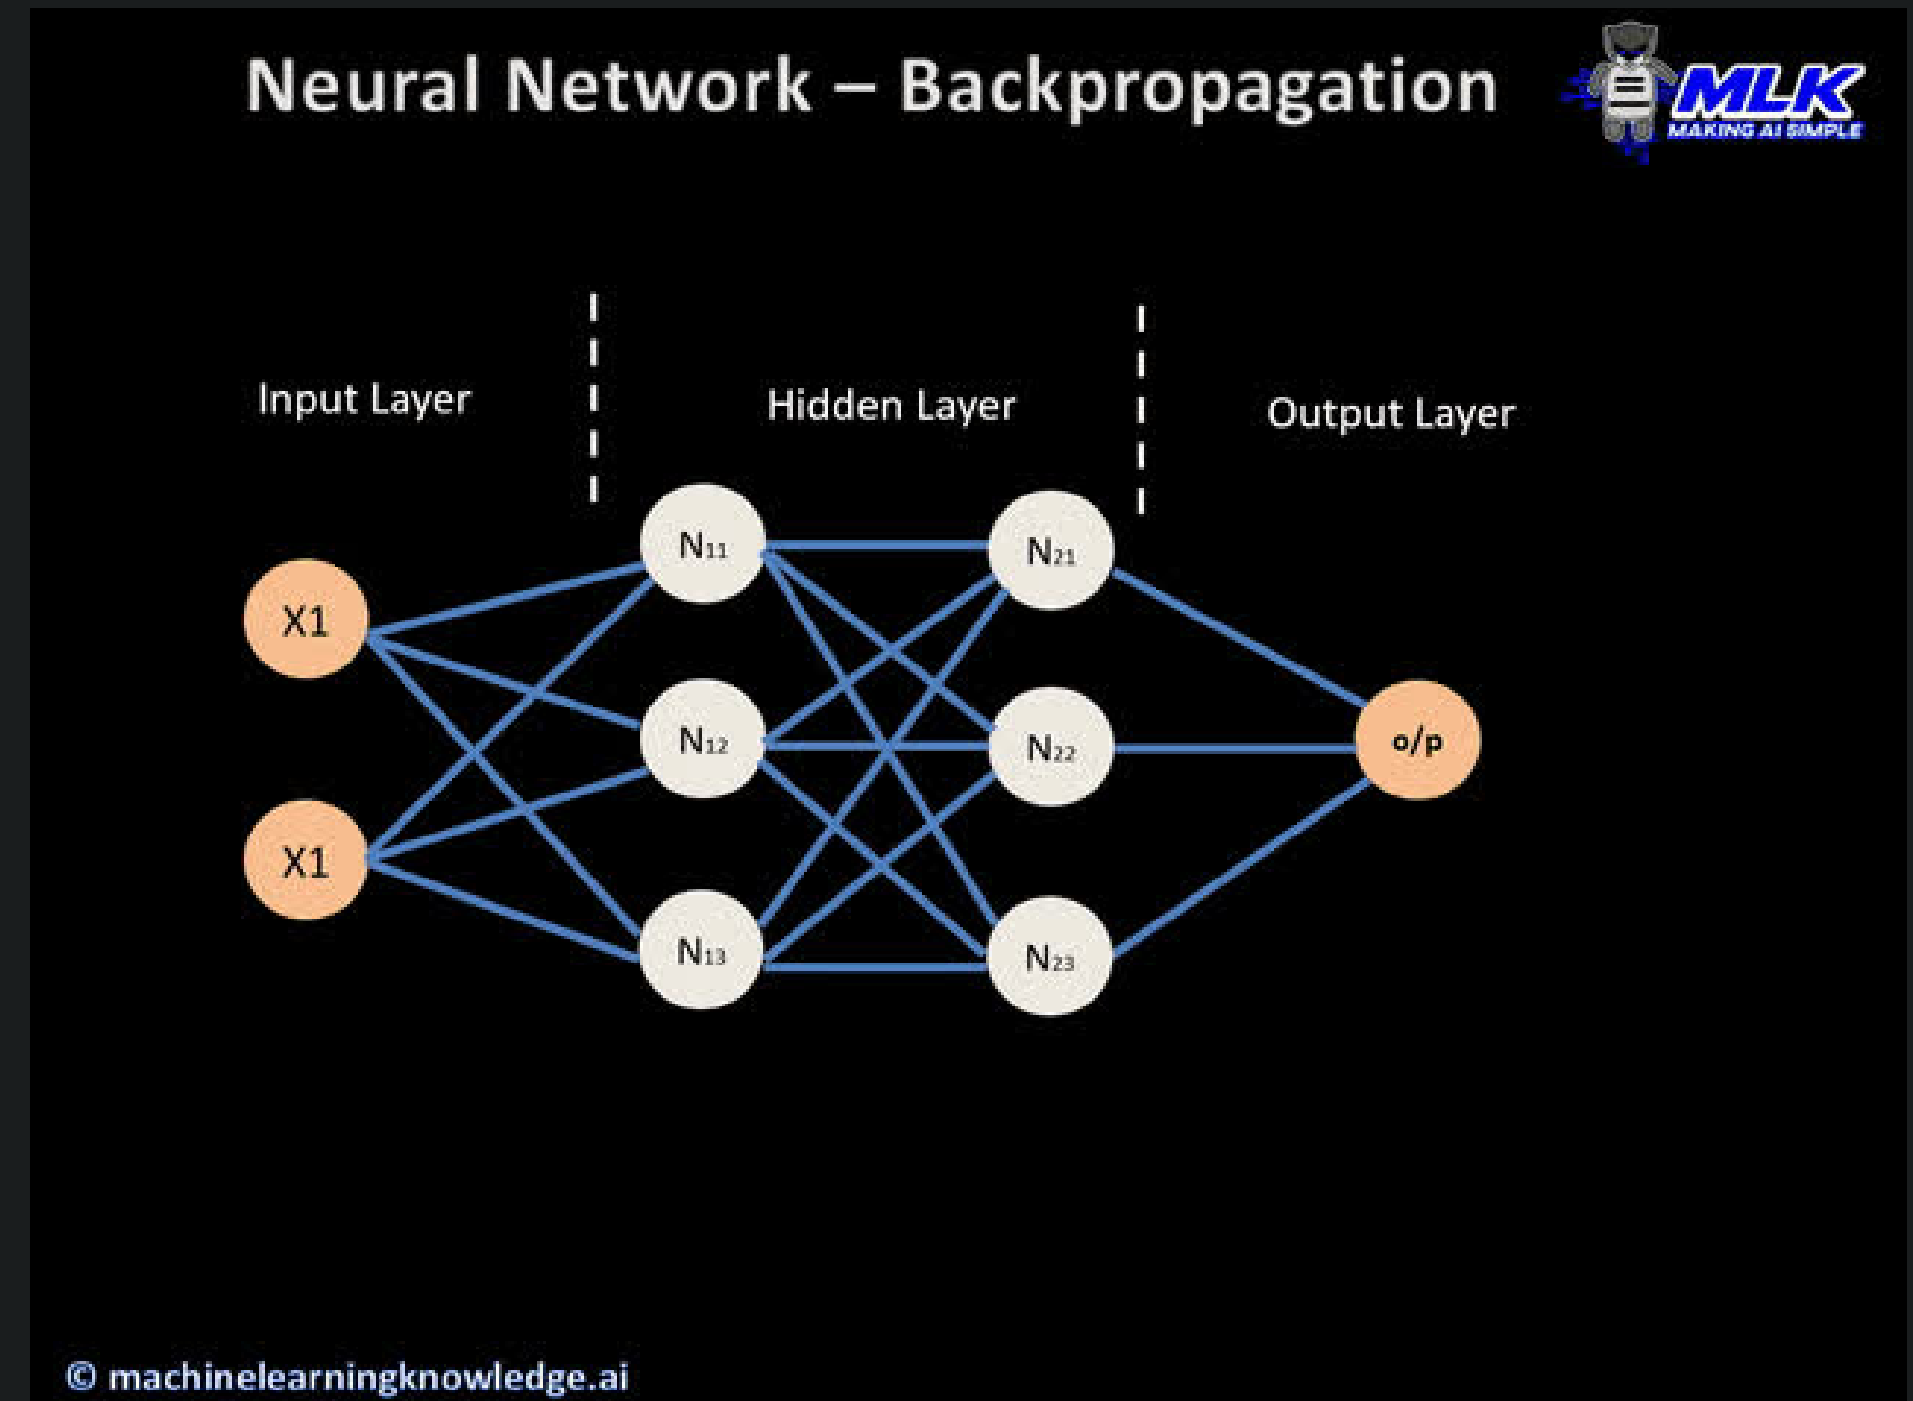 Neural Network – Backpropagation
MLK
MAKING AI SIMPLE
Input Layer
Hidden Layer
Output Layer
X1
X1
N11
N12
N13
N21
N22
N23
o/p
© machinelearningknowledge.ai